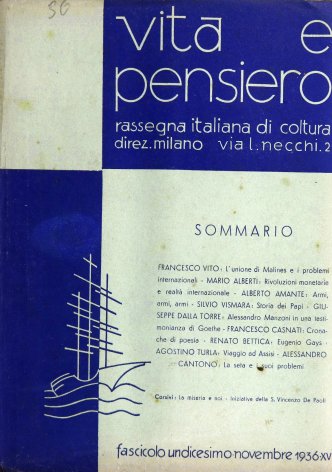 SG
vita e
pensiero
rassegna italiana di coltura
direz. milano via l. necchi. 2
SOMMARIO
FRANCESCO VITO: L'unione di Malines e i problemi
internazionali - MARIO ALBERTI: Rivoluzioni monetarie
e realtà internazionale - ALBERTO AMANTE: Armi,
armi, armi - SILVIO VISMARA: Storia dei Papi - GIU-
SEPPE DALLA TORRE: Alessandro Manzoni in una testi-
monianza di Goethe - FRANCESCO CASNATI: Crona-
che di poesia - RENATO BETTICA: Eugenio Gays -
AGOSTINO TURLA: Viaggio ad Assisi - ALESSANDRO
CANTONO: La seta e i suoi problemi
Corsivi: La miseria e noi - Iniziative della S. Vincenzo De Paoli
fascicolo undicesimo-novembre 1936-XV